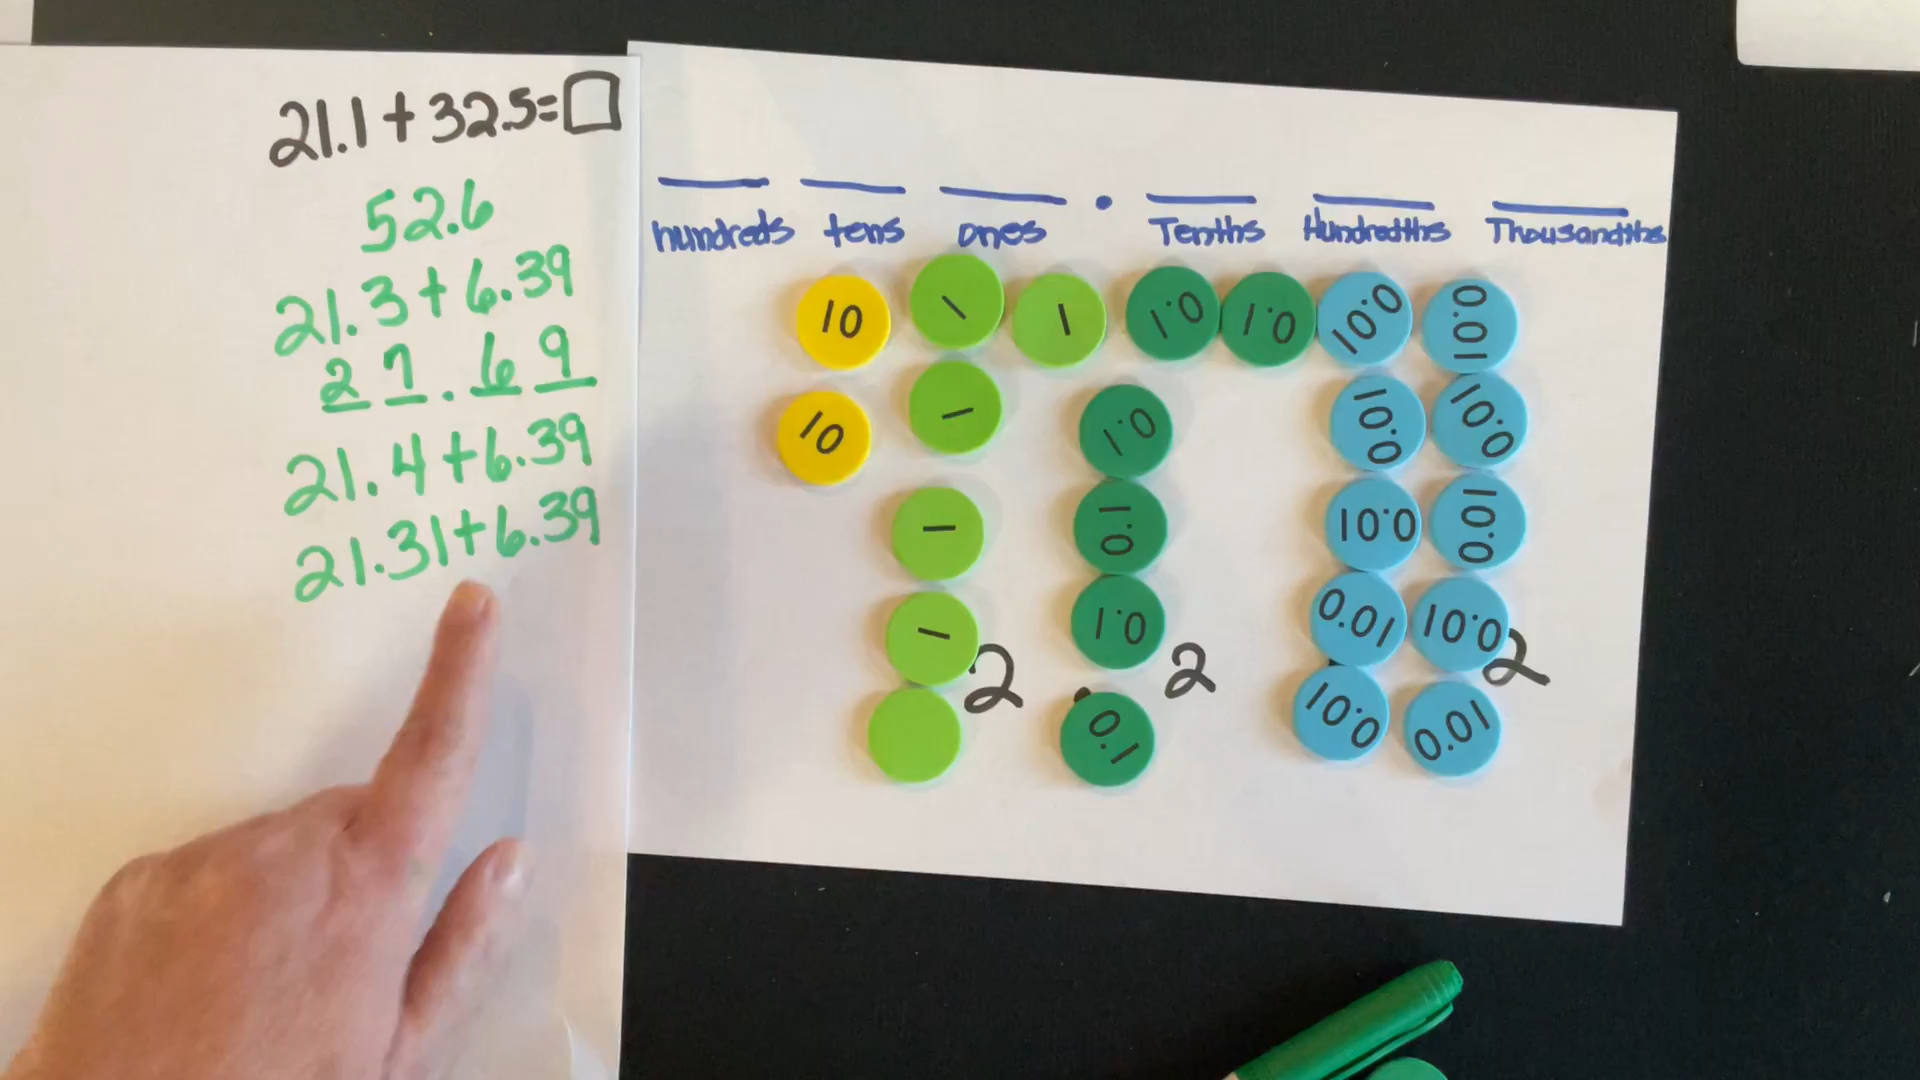 21.1 + 32.5 = □
52.6
21.3 + 6.39
27.69
21.4 + 6.39
21.31 + 6.39
hundreds tens ones . Tenths Hundredths Thousandths
10 1 1 0.1 0.1 0.01 0.01
10 1 0.1 0.01 0.01
1 0.1 0.01 0.01
1 0.1 0.01 0.01
2 2 2
0.1 0.01 0.01